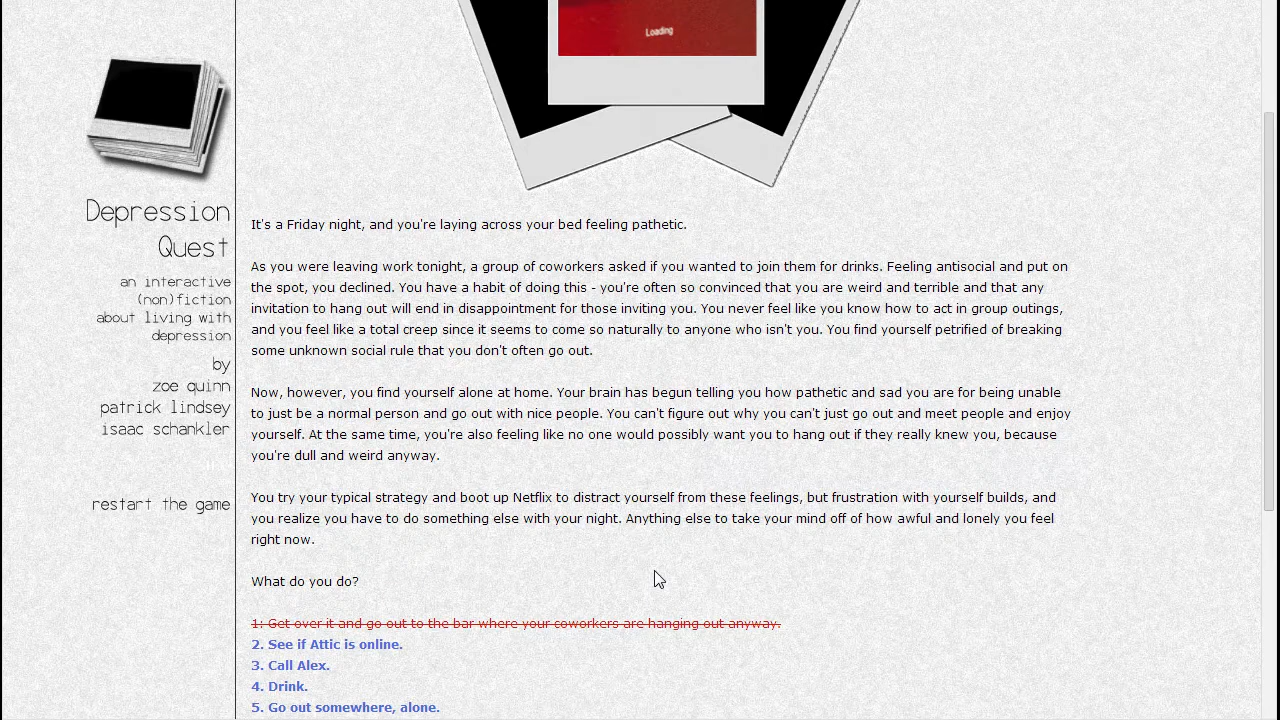 Loading
Depression
Quest
an interactive
(non)fiction
about living with
depression
by
zoe quinn
patrick lindsey
isaac schankler
restart the game
It's a Friday night, and you're laying across your bed feeling pathetic.
As you were leaving work tonight, a group of coworkers asked if you wanted to join them for drinks. Feeling antisocial and put on
the spot, you declined. You have a habit of doing this - you're often so convinced that you are weird and terrible and that any
invitation to hang out will end in disappointment for those inviting you. You never feel like you know how to act in group outings,
and you feel like a total creep since it seems to come so naturally to anyone who isn't you. You find yourself petrified of breaking
some unknown social rule that you don't often go out.
Now, however, you find yourself alone at home. Your brain has begun telling you how pathetic and sad you are for being unable
to just be a normal person and go out with nice people. You can't figure out why you can't just go out and meet people and enjoy
yourself. At the same time, you're also feeling like no one would possibly want you to hang out if they really knew you, because
you're dull and weird anyway.
You try your typical strategy and boot up Netflix to distract yourself from these feelings, but frustration with yourself builds, and
you realize you have to do something else with your night. Anything else to take your mind off of how awful and lonely you feel
right now.
What do you do?
1: Get over it and go out to the bar where your coworkers are hanging out anyway.
2. See if Attic is online.
3. Call Alex.
4. Drink.
5. Go out somewhere, alone.